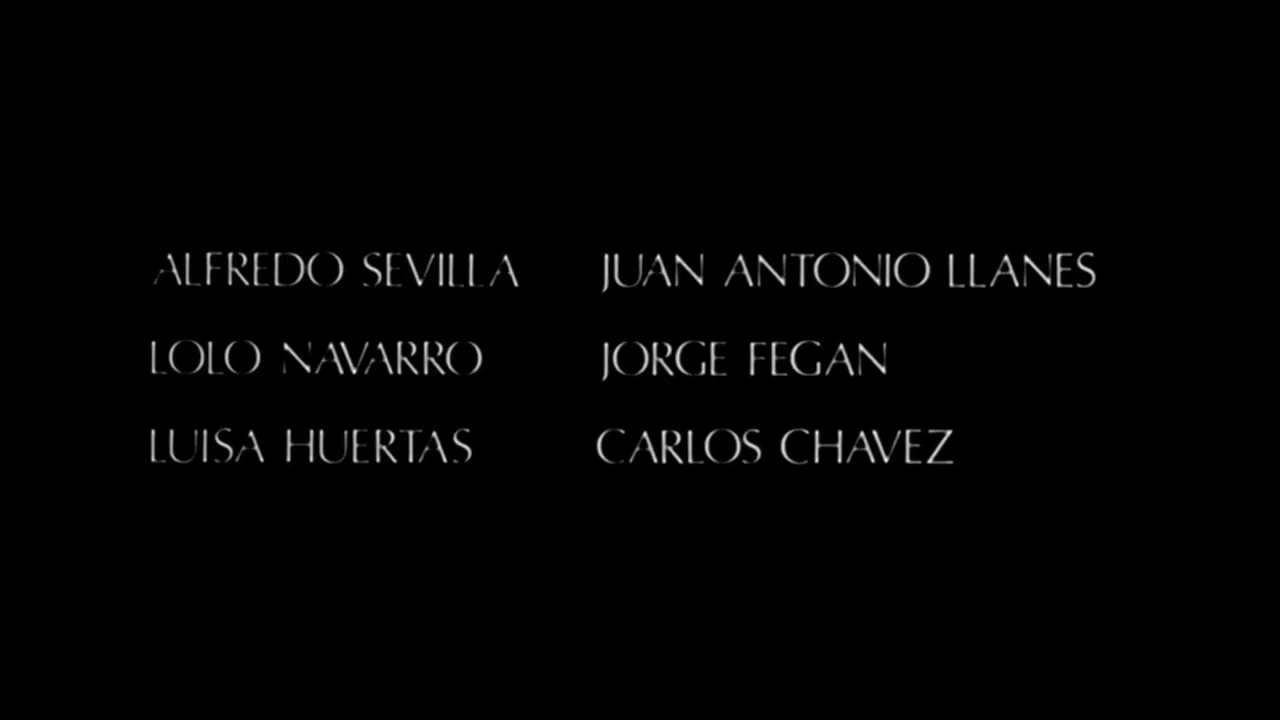 ALFREDO SEVILLA JUAN ANTONIO LLANES
LOLO NAVARRO JORGE FEGAN
LUISA HUERTAS CARLOS CHAVEZ